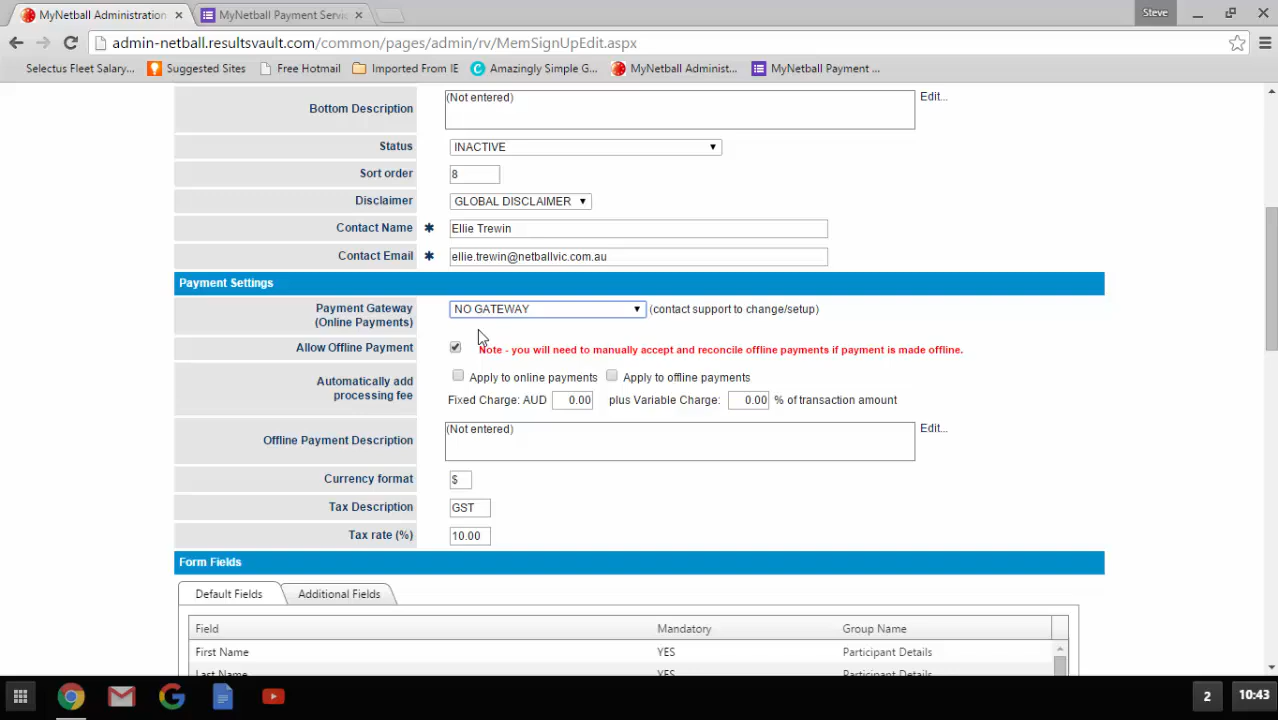 MyNetball Administration
MyNetball Payment Servic
Steve
admin-netball.resultsvault.com/common/pages/admin/rv/MemSignUpEdit.aspx
Selectus Fleet Salary... Suggested Sites Free Hotmail Imported From IE Amazingly Simple G... MyNetball Administ... MyNetball Payment ...
Bottom Description (Not entered) Edit...
Status INACTIVE
Sort order 8
Disclaimer GLOBAL DISCLAIMER
Contact Name ✱ Ellie Trewin
Contact Email ✱ ellie.trewin@netballvic.com.au
Payment Settings
Payment Gateway NO GATEWAY (contact support to change/setup)
(Online Payments)
Allow Offline Payment Note - you will need to manually accept and reconcile offline payments if payment is made offline.
Automatically add Apply to online payments Apply to offline payments
processing fee Fixed Charge: AUD 0.00 plus Variable Charge: 0.00 % of transaction amount
Offline Payment Description (Not entered) Edit...
Currency format $
Tax Description GST
Tax rate (%) 10.00
Form Fields
Default Fields Additional Fields
Field Mandatory Group Name
First Name YES Participant Details
Last Name YES Participant Details
2 10:43